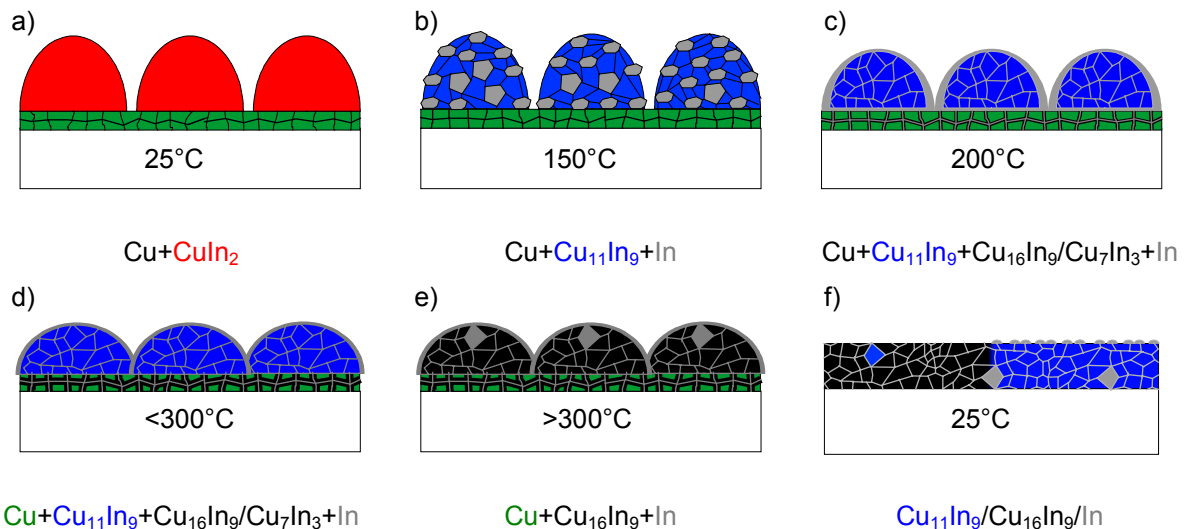 a)
25°C
Cu+CuIn₂
b)
150°C
Cu+Cu₁₁In₉+In
c)
200°C
Cu+Cu₁₁In₉+Cu₁₆In₉/Cu₇In₃+In
d)
<300°C
Cu+Cu₁₁In₉+Cu₁₆In₉/Cu₇In₃+In
e)
>300°C
Cu+Cu₁₆In₉+In
f)
25°C
Cu₁₁In₉/Cu₁₆In₉/In